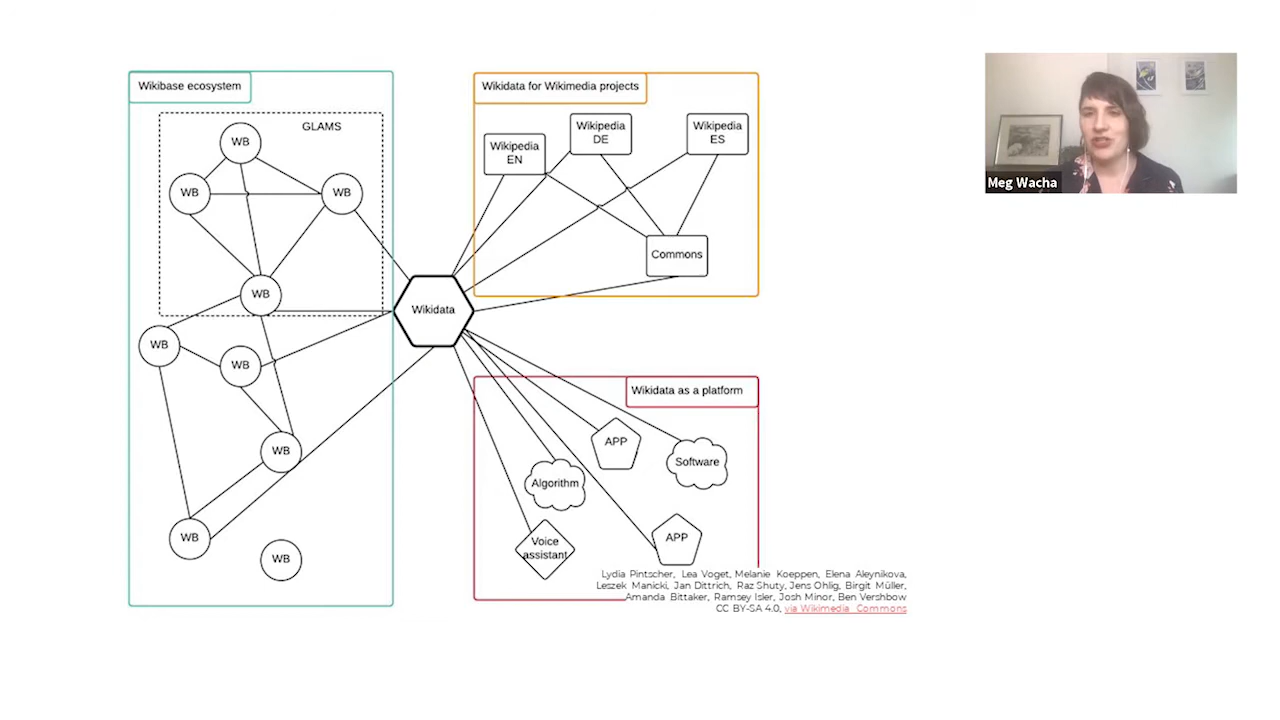 Wikibase ecosystem
GLAMS
WB
WB
WB
WB
WB
WB
WB
WB
WB
Wikidata
Wikidata for Wikimedia projects
Wikipedia
EN
Wikipedia
DE
Wikipedia
ES
Commons
Wikidata as a platform
APP
Software
Algorithm
Voice
assistant
APP
Lydia Pintscher, Lea Voget, Melanie Koeppen, Elena Aleynikova,
Leszek Manicki, Jan Dittrich, Raz Shuty, Jens Ohlig, Birgit Müller,
Amanda Bittaker, Ramsey Isler, Josh Minor, Ben Vershbow
CC BY-SA 4.0, via Wikimedia Commons
Meg Wacha